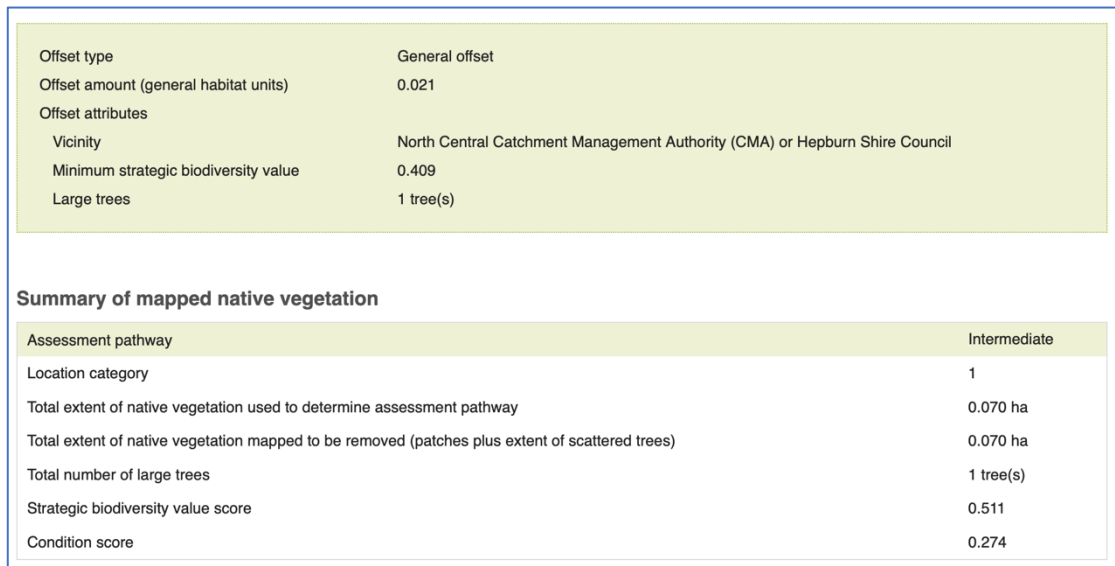 Offset type General offset
Offset amount (general habitat units) 0.021
Offset attributes
Vicinity North Central Catchment Management Authority (CMA) or Hepburn Shire Council
Minimum strategic biodiversity value 0.409
Large trees 1 tree(s)
Summary of mapped native vegetation
Assessment pathway Intermediate
Location category 1
Total extent of native vegetation used to determine assessment pathway 0.070 ha
Total extent of native vegetation mapped to be removed (patches plus extent of scattered trees) 0.070 ha
Total number of large trees 1 tree(s)
Strategic biodiversity value score 0.511
Condition score 0.274